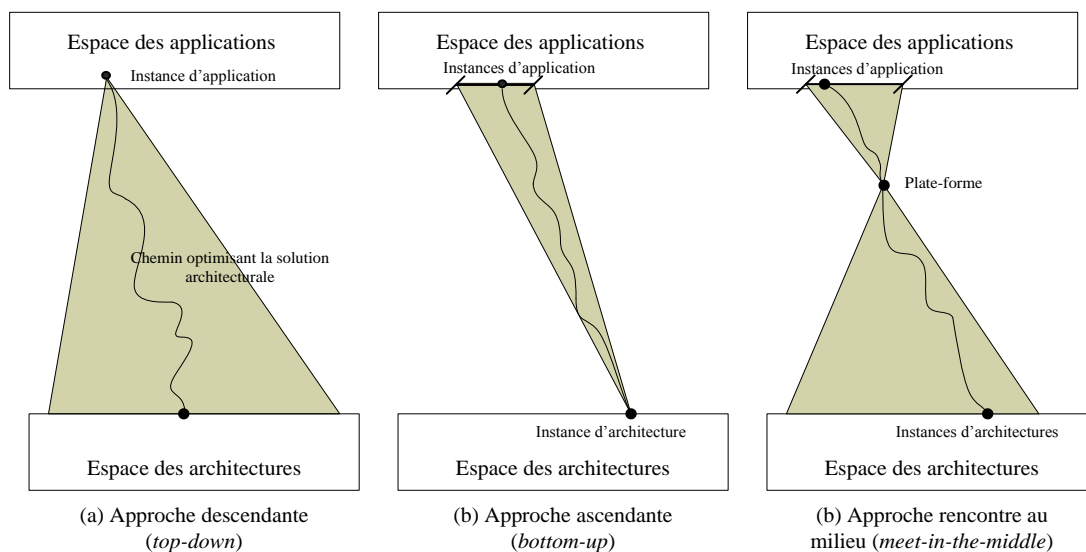 Espace des applications
Instance d'application
Chemin optimisant la solution
architecturale
Espace des architectures
(a) Approche descendante
(top-down)
Espace des applications
Instances d'application
Instance d'architecture
Espace des architectures
(b) Approche ascendante
(bottom-up)
Espace des applications
Instances d'application
Plate-forme
Instances d'architectures
Espace des architectures
(b) Approche rencontre au
milieu (meet-in-the-middle)